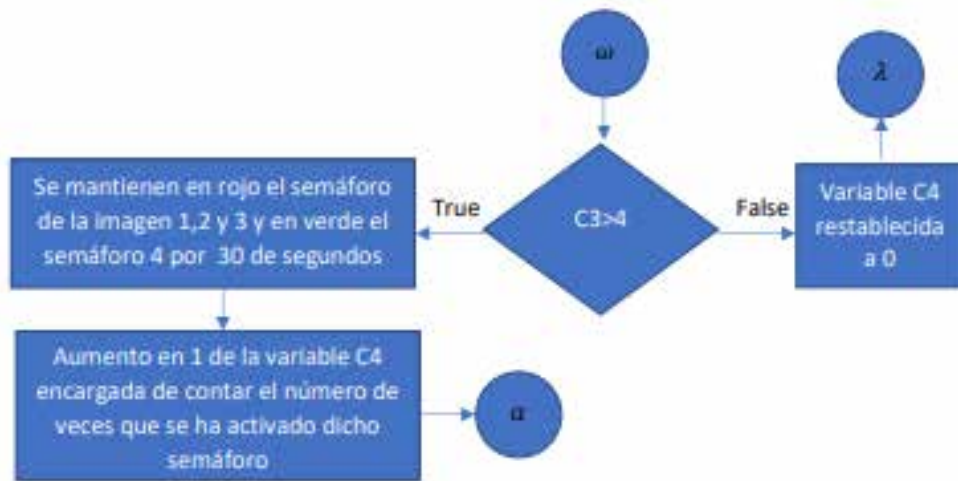 ω
λ
Se mantienen en rojo el semáforo
de la imagen 1,2 y 3 y en verde el
semáforo 4 por 30 de segundos
True
C3>4
False
Variable C4
restablecida
a 0
Aumento en 1 de la variable C4
encargada de contar el número de
veces que se ha activado dicho
semáforo
α